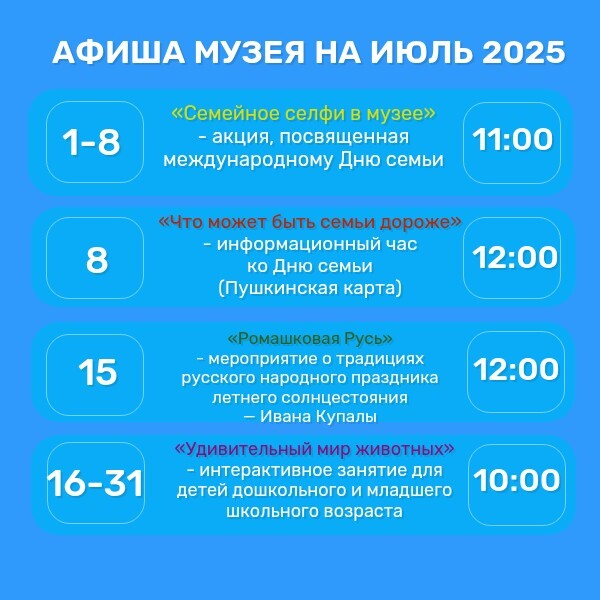 АФИША МУЗЕЯ НА ИЮЛЬ 2025
1-8
«Семейное селфи в музее»
- акция, посвященная
международному Дню семьи
11:00
8
«Что может быть семьи дороже»
- информационный час
ко Дню семьи
(Пушкинская карта)
12:00
15
«Ромашковая Русь»
- мероприятие о традициях
русского народного праздника
летнего солнцестояния
— Ивана Купалы
12:00
16-31
«Удивительный мир животных»
- интерактивное занятие для
детей дошкольного и младшего
школьного возраста
10:00